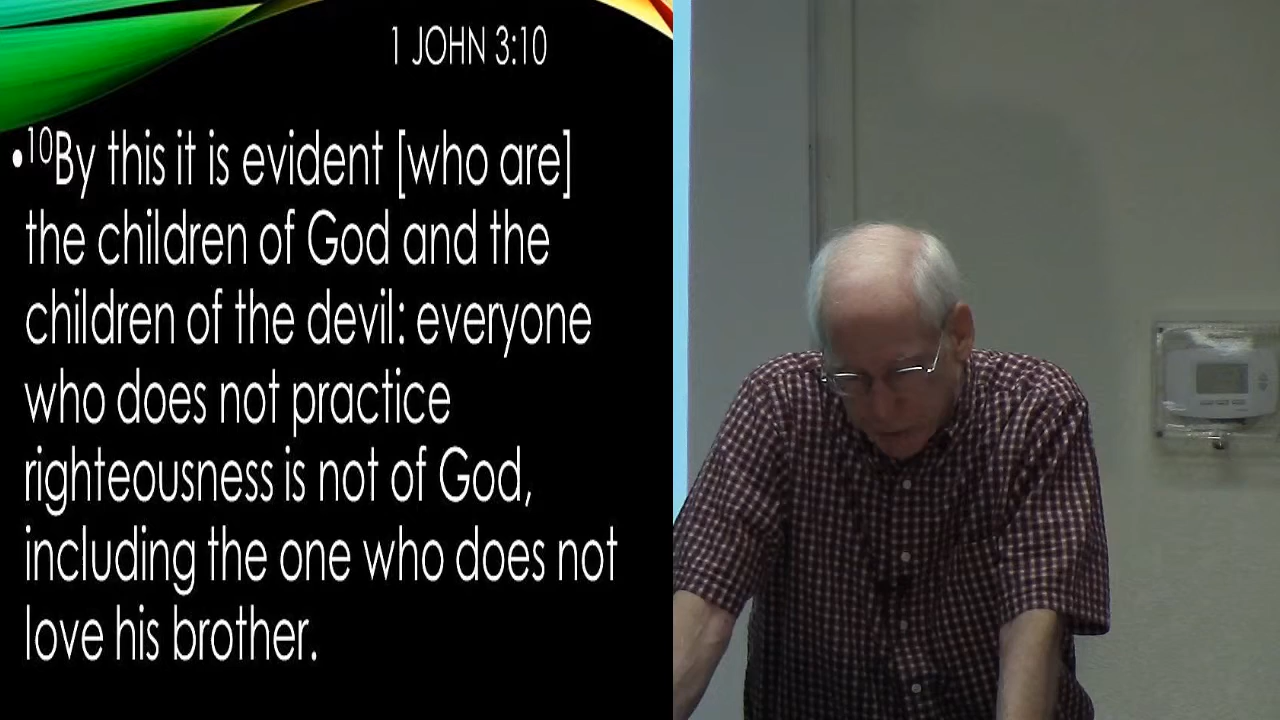 1 JOHN 3:10
•¹⁰By this it is evident [who are]
the children of God and the
children of the devil: everyone
who does not practice
righteousness is not of God,
including the one who does not
love his brother.